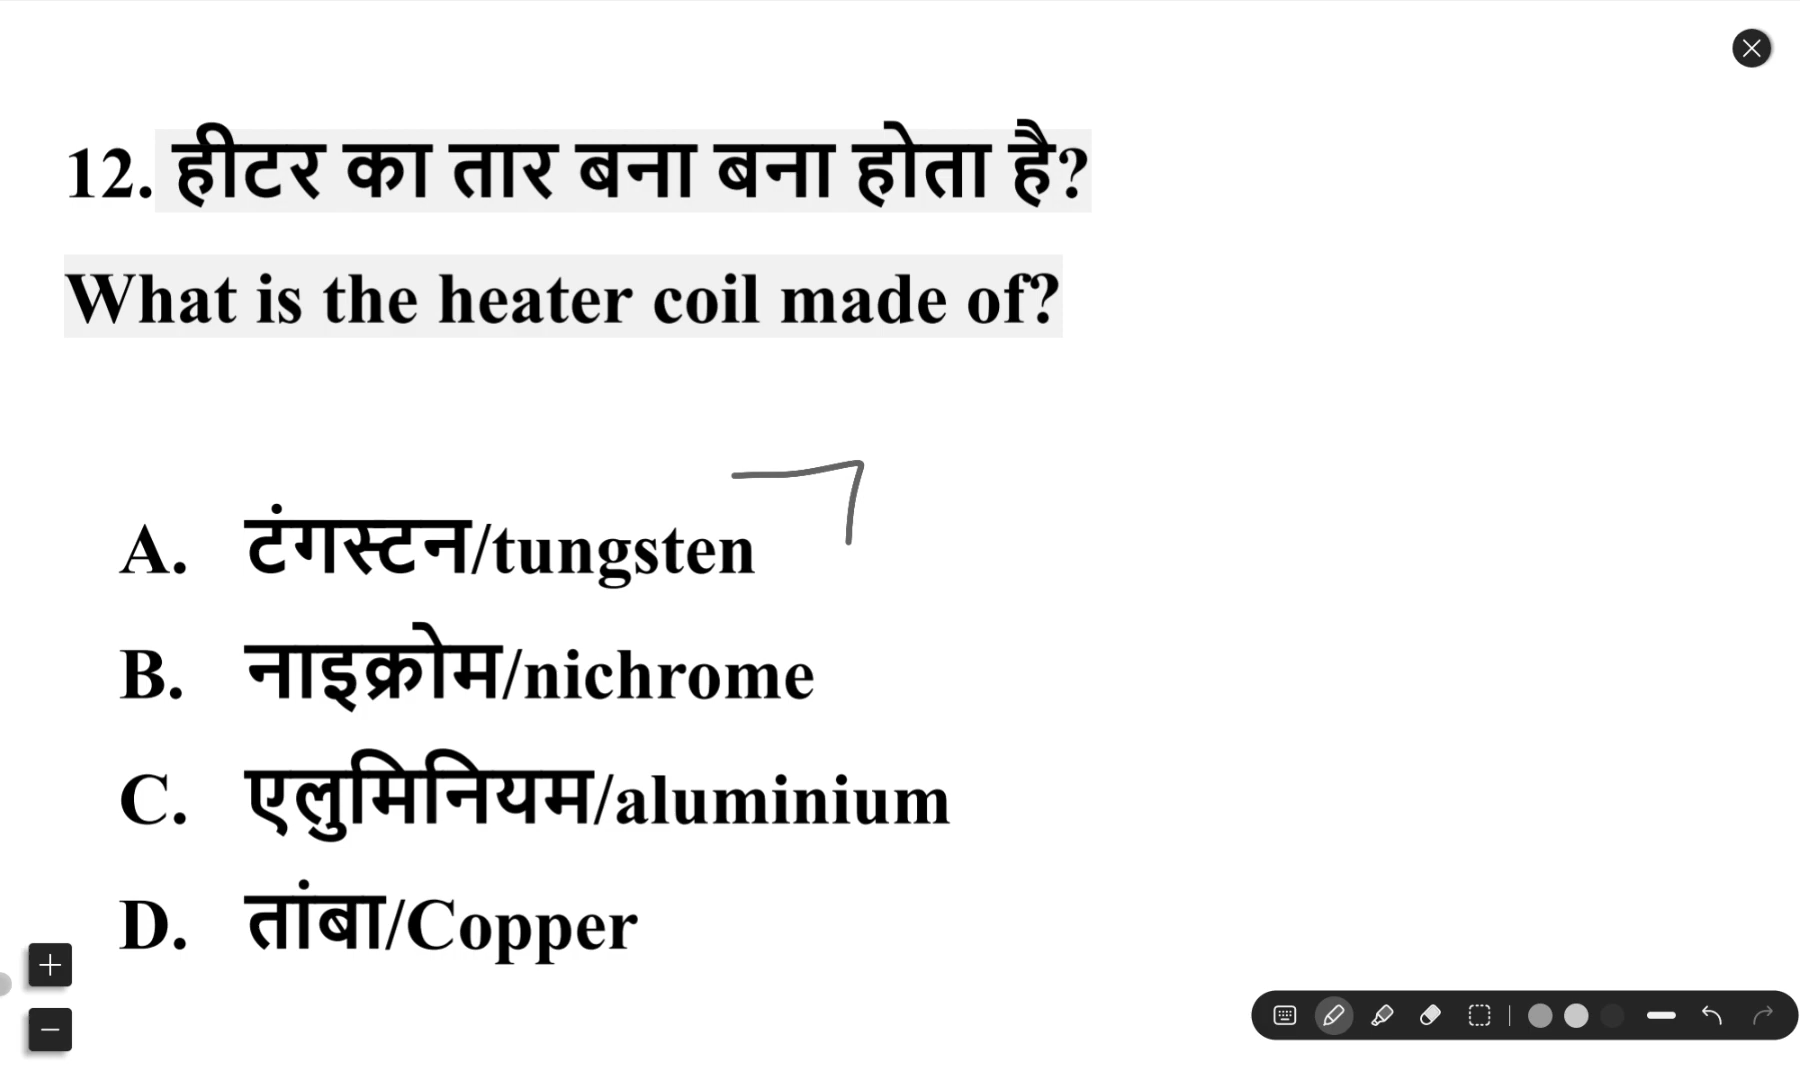 12. हीटर का तार बना बना होता है?
What is the heater coil made of?
A. टंगस्टन/tungsten
B. नाइक्रोम/nichrome
C. एलुमिनियम/aluminium
D. तांबा/Copper